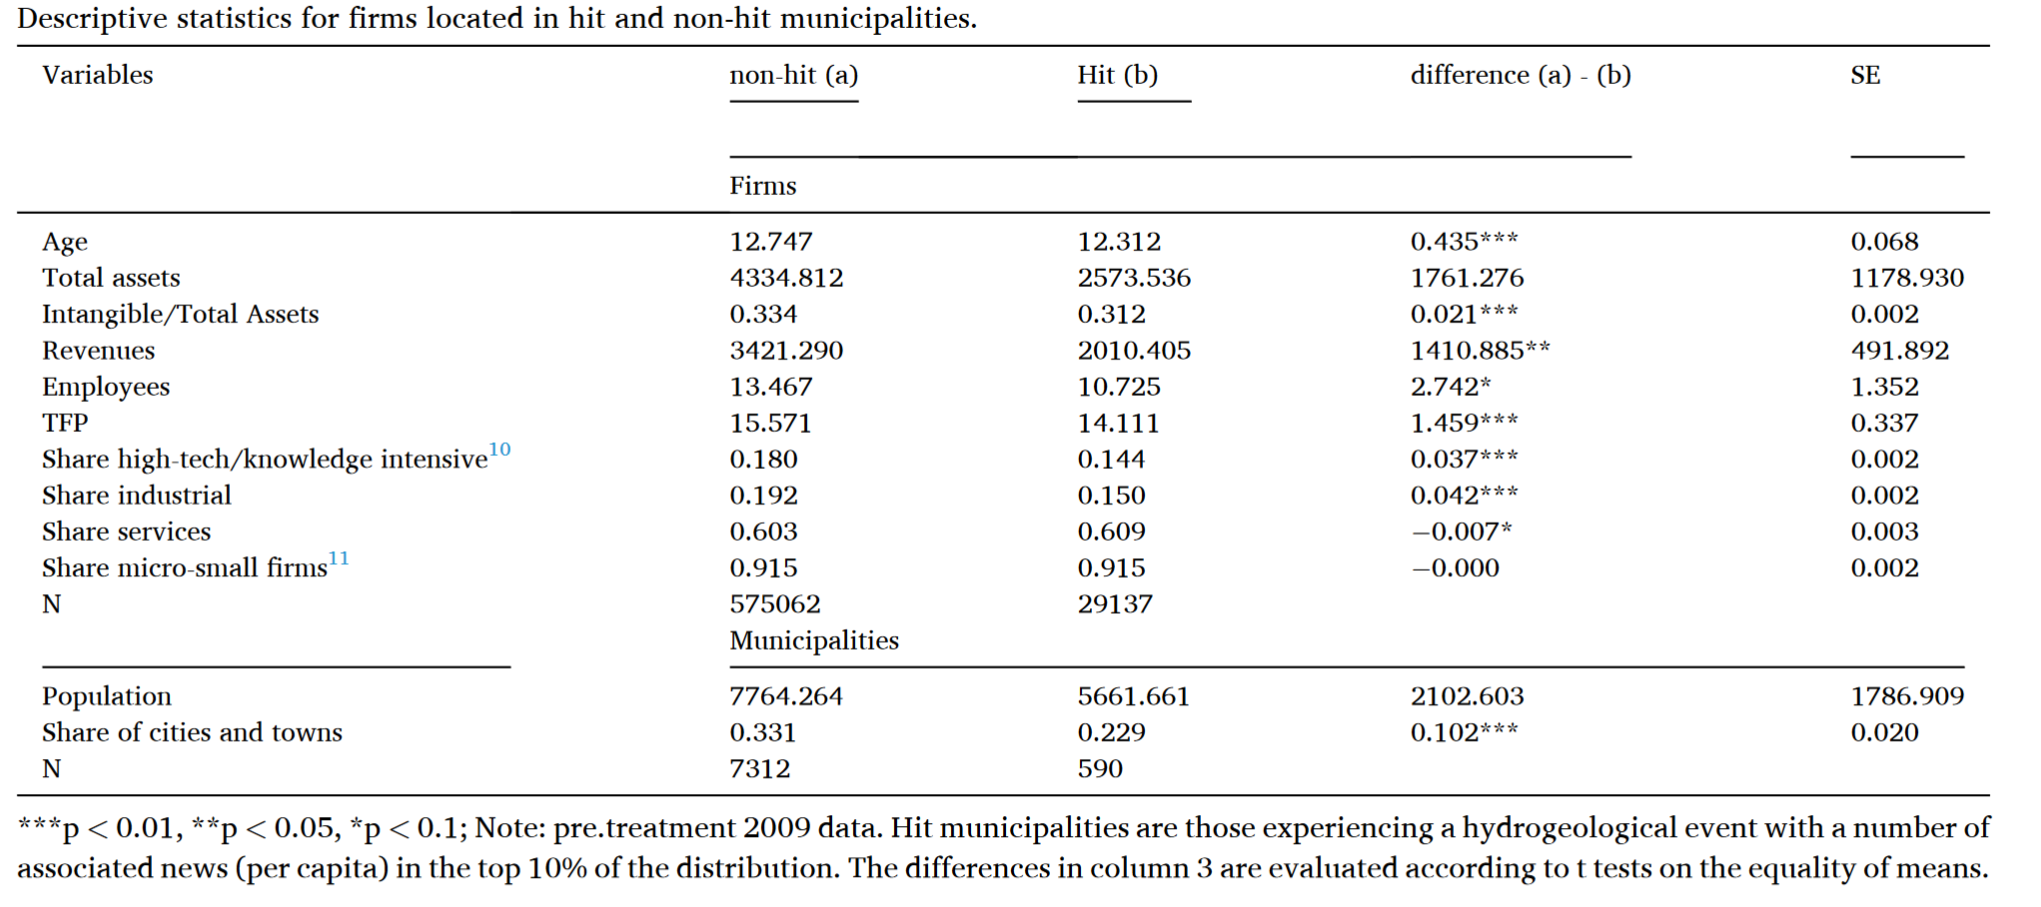 Descriptive statistics for firms located in hit and non-hit municipalities.
Variables non-hit (a) Hit (b) difference (a) - (b) SE
Firms
Age 12.747 12.312 0.435*** 0.068
Total assets 4334.812 2573.536 1761.276 1178.930
Intangible/Total Assets 0.334 0.312 0.021*** 0.002
Revenues 3421.290 2010.405 1410.885** 491.892
Employees 13.467 10.725 2.742* 1.352
TFP 15.571 14.111 1.459*** 0.337
Share high-tech/knowledge intensive10 0.180 0.144 0.037*** 0.002
Share industrial 0.192 0.150 0.042*** 0.002
Share services 0.603 0.609 −0.007* 0.003
Share micro-small firms11 0.915 0.915 −0.000 0.002
N 575062 29137
Municipalities
Population 7764.264 5661.661 2102.603 1786.909
Share of cities and towns 0.331 0.229 0.102*** 0.020
N 7312 590
***p < 0.01, **p < 0.05, *p < 0.1; Note: pre.treatment 2009 data. Hit municipalities are those experiencing a hydrogeological event with a number of
associated news (per capita) in the top 10% of the distribution. The differences in column 3 are evaluated according to t tests on the equality of means.